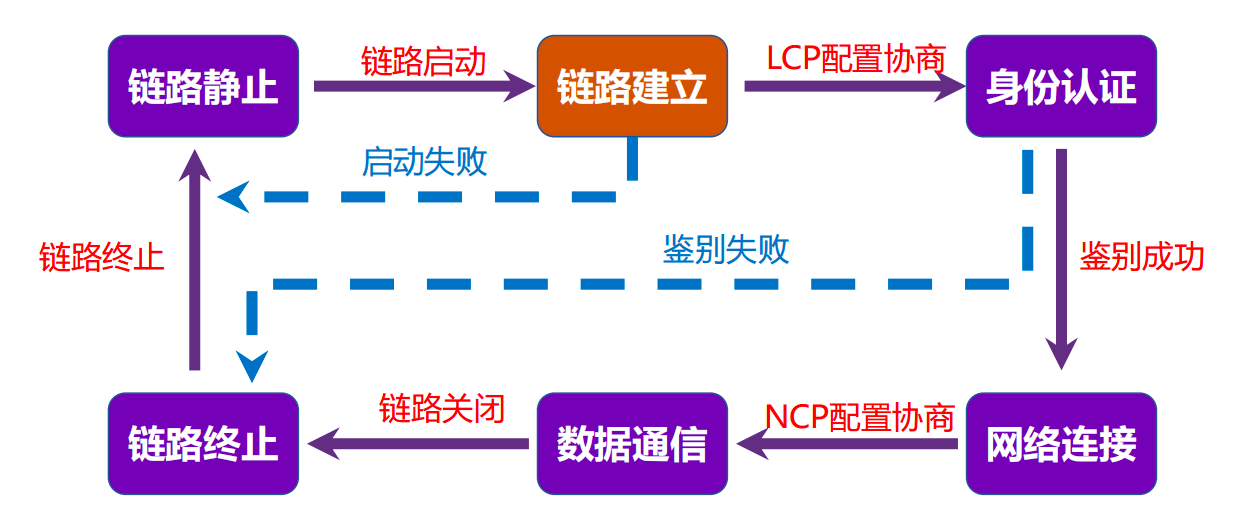 链路静止
链路启动
链路建立
LCP配置协商
身份认证
启动失败
链路终止
鉴别失败
鉴别成功
链路终止
链路关闭
数据通信
NCP配置协商
网络连接